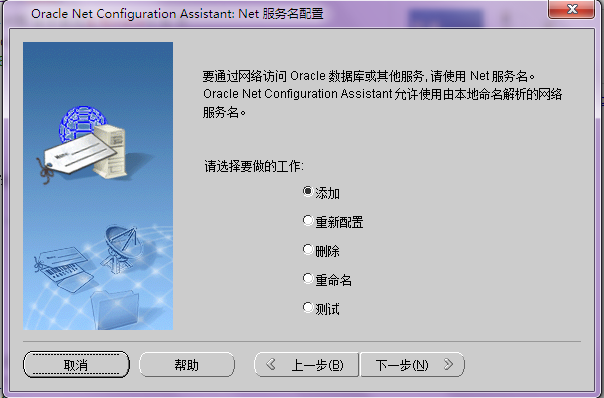 Oracle Net Configuration Assistant: Net 服务名配置
要通过网络访问 Oracle 数据库或其他服务, 请使用 Net 服务名。
Oracle Net Configuration Assistant 允许使用由本地命名解析的网络
服务名。
请选择要做的工作:
添加
重新配置
删除
重命名
测试
取消
帮助
上一步(B)
下一步(N)